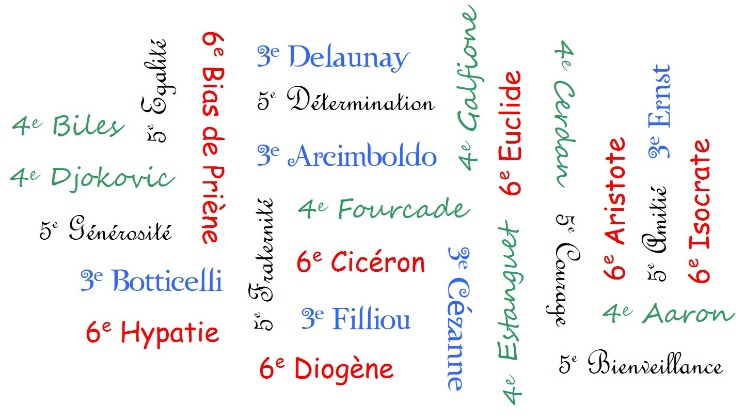 4e Biles
4e Djokovic
5e Générosité
3e Botticelli
6e Hypatie
5e Egalité
6e Bias de Priène
3e Delaunay
5e Détermination
3e Arcimboldo
4e Fourcade
5e Fraternité
6e Cicéron
3e Filliou
6e Diogène
4e Galfione
6e Euclide
3e Cézanne
4e Estanguet
4e Cerdan
5e Courage
6e Aristote
3e Ernst
5e Amitié
6e Isocrate
4e Aaron
5e Bienveillance